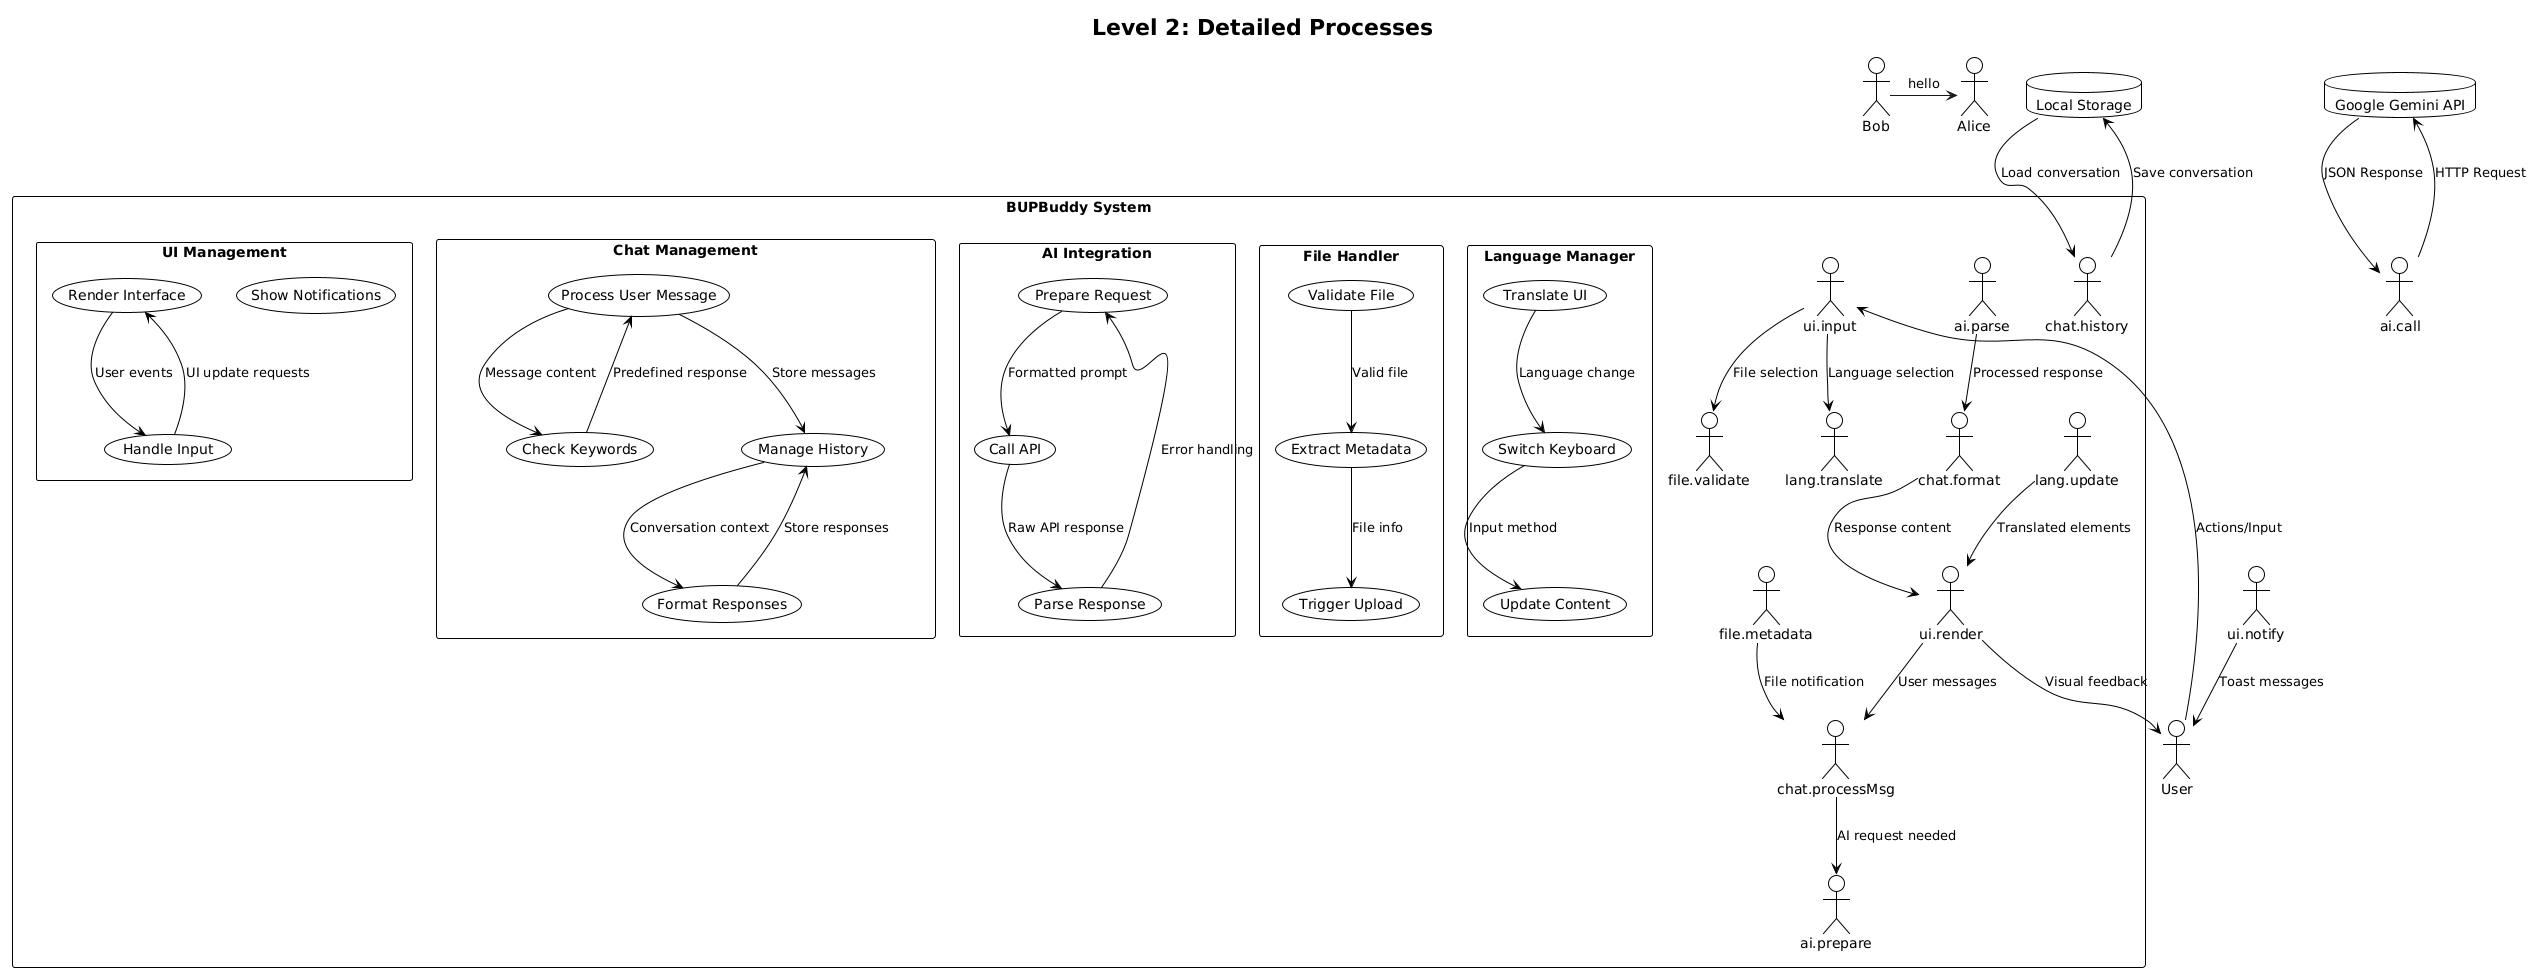 Level 2: Detailed Processes
hello
Bob
Alice
Local Storage
Google Gemini API
Load conversation
Save conversation
JSON Response
HTTP Request
BUPBuddy System
UI Management
Render Interface
Show Notifications
User events
UI update requests
Handle Input
Chat Management
Process User Message
Message content
Predefined response
Store messages
Check Keywords
Manage History
Conversation context
Store responses
Format Responses
AI Integration
Prepare Request
Formatted prompt
Call API
Error handling
Raw API response
Parse Response
File Handler
Validate File
Valid file
Extract Metadata
File info
Trigger Upload
Language Manager
Translate UI
Language change
Switch Keyboard
Input method
Update Content
ui.input
ai.parse
chat.history
ai.call
File selection
Language selection
Processed response
file.validate
lang.translate
chat.format
lang.update
Response content
Translated elements
Actions/Input
file.metadata
ui.render
ui.notify
File notification
User messages
Visual feedback
Toast messages
chat.processMsg
User
AI request needed
ai.prepare